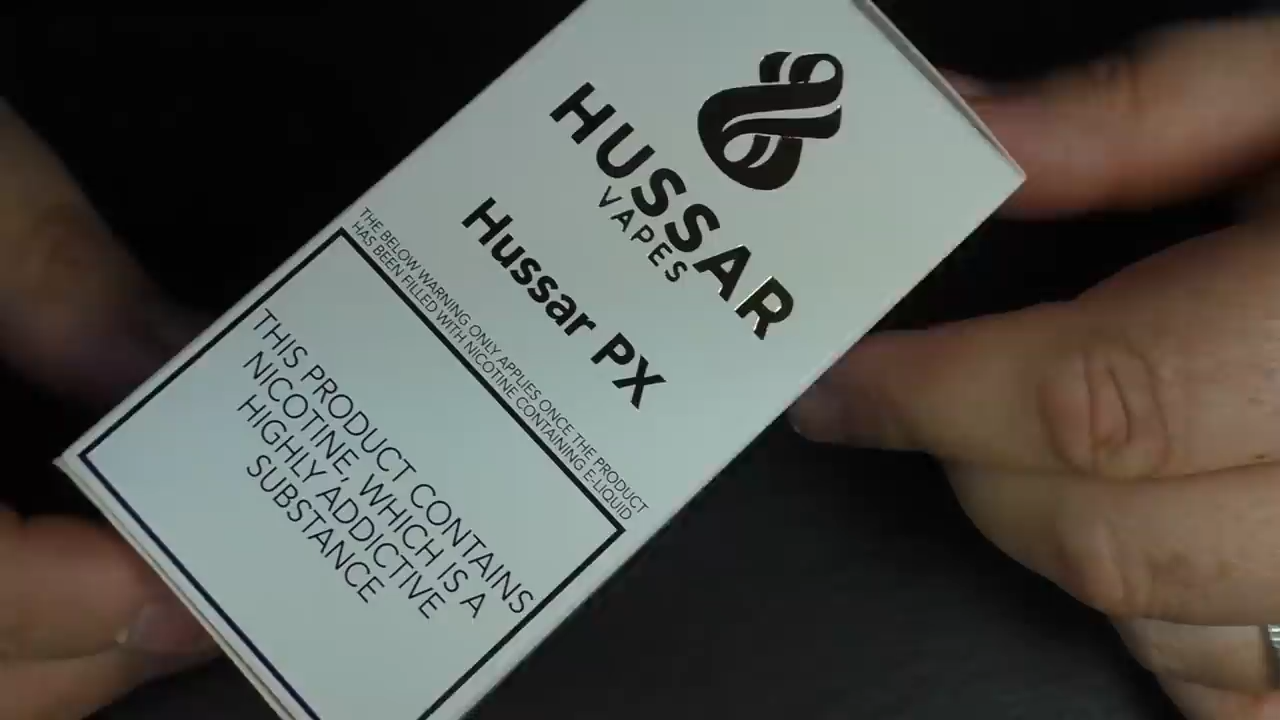 HUSSAR
VAPES
Hussar PX
THE BELOW WARNING ONLY APPLIES ONCE THE PRODUCT
HAS BEEN FILLED WITH NICOTINE CONTAINING E-LIQUID
THIS PRODUCT CONTAINS
NICOTINE, WHICH IS A
HIGHLY ADDICTIVE
SUBSTANCE